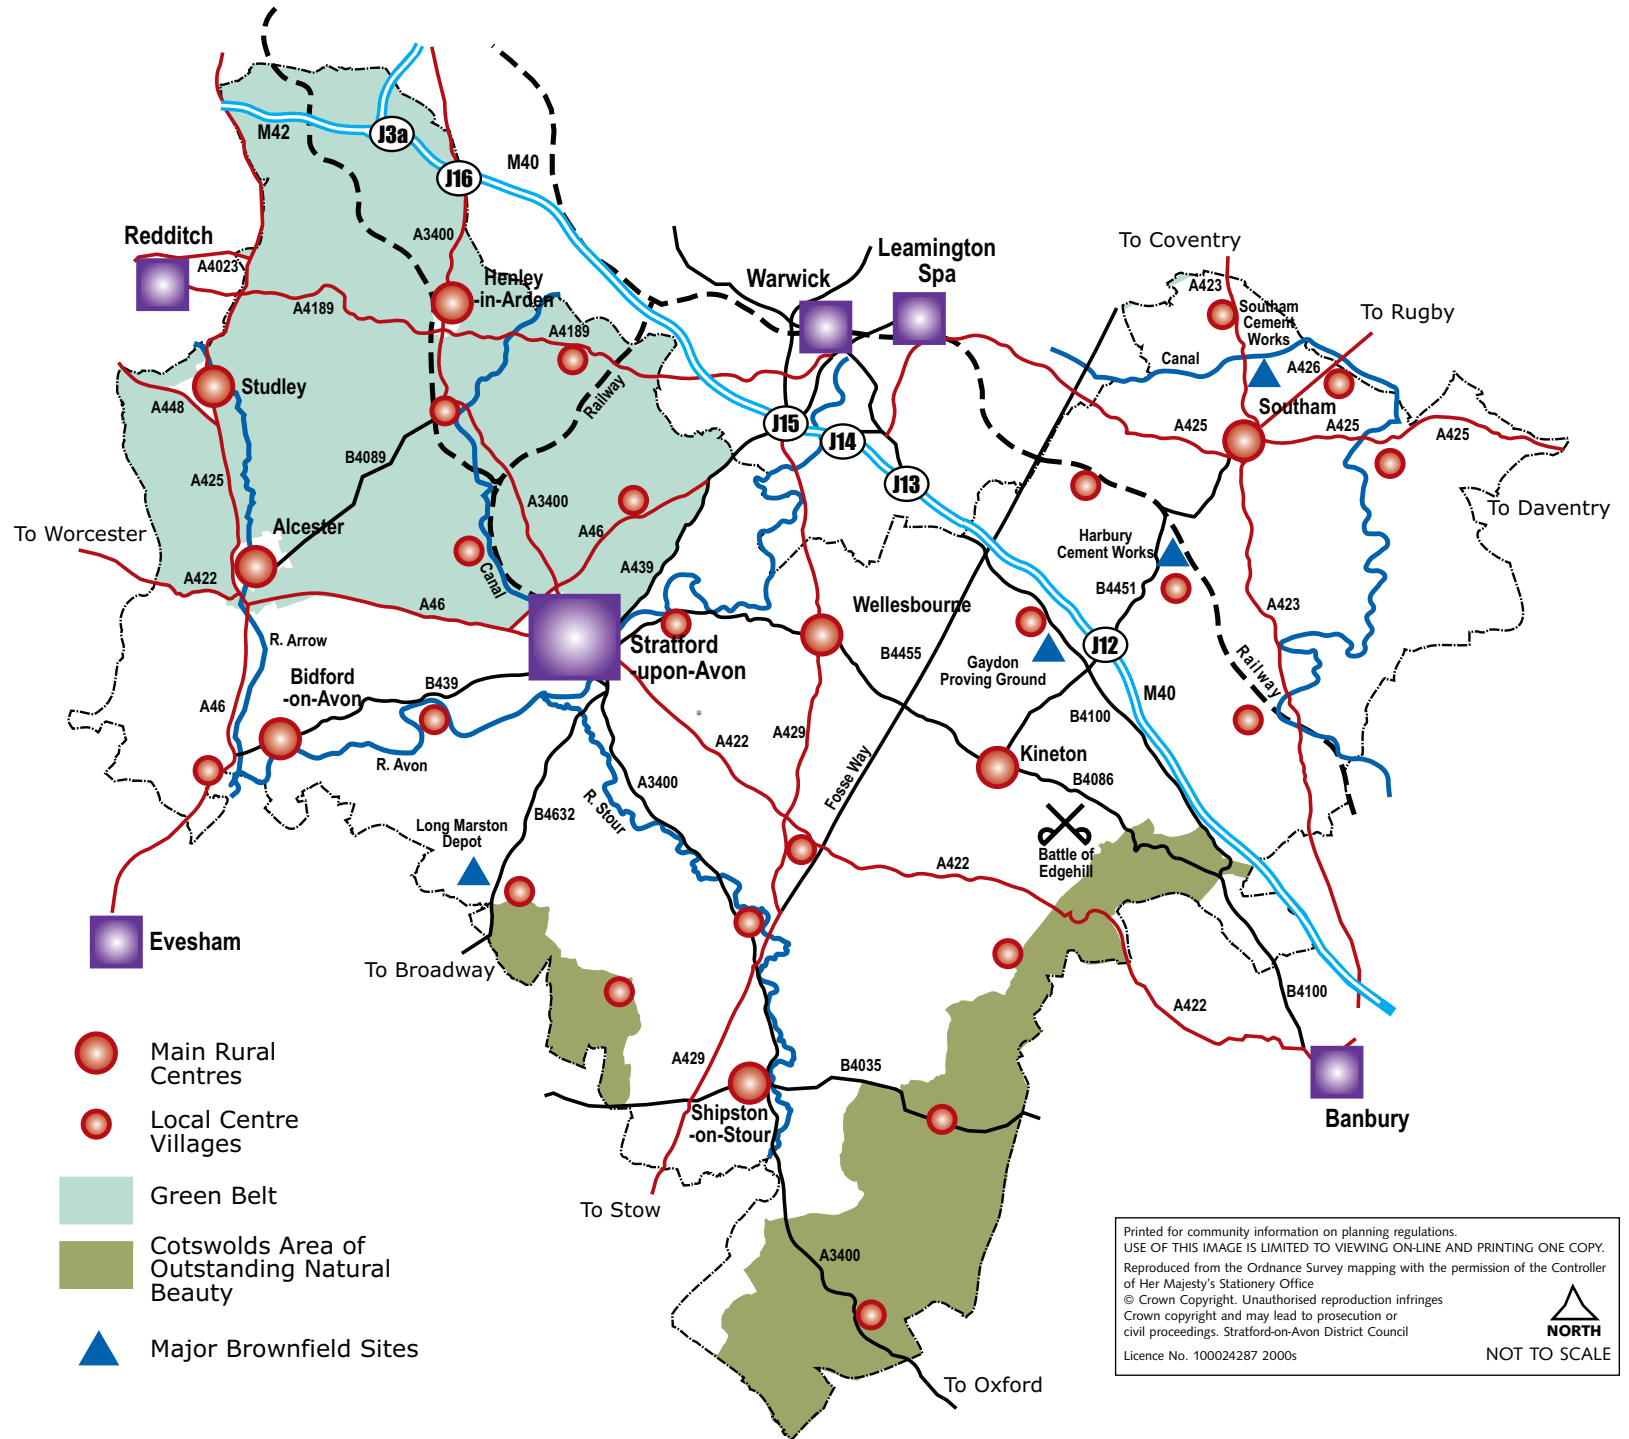 M42
J3a
J16
M40
Redditch
A4023
A3400
Henley
-in-Arden
A4189
A4189
Warwick
Leamington
Spa
To Coventry
A423
Southam
Cement
Works
To Rugby
Canal
A426
Studley
A448
Railway
J15
J14
J13
Southam
A425
A425
A425
B4089
A425
A3400
A46
To Worcester
Alcester
A422
A46
A439
Canal
To Daventry
Harbury
Cement Works
B4451
A423
R. Arrow
Wellesbourne
Stratford
-upon-Avon
B4455
Gaydon
Proving Ground
J12
Railway
M40
Bidford
-on-Avon
B439
A46
R. Avon
A422
A429
B4100
Kineton
B4086
Fosse Way
A3400
R. Stour
B4632
Long Marston
Depot
Battle of
Edgehill
A422
Evesham
To Broadway
B4100
A422
A429
B4035
Shipston
-on-Stour
Banbury
To Stow
A3400
To Oxford
Main Rural
Centres
Local Centre
Villages
Green Belt
Cotswolds Area of
Outstanding Natural
Beauty
Major Brownfield Sites
Printed for community information on planning regulations.
USE OF THIS IMAGE IS LIMITED TO VIEWING ON-LINE AND PRINTING ONE COPY.
Reproduced from the Ordnance Survey mapping with the permission of the Controller
of Her Majesty's Stationery Office
© Crown Copyright. Unauthorised reproduction infringes
Crown copyright and may lead to prosecution or
civil proceedings. Stratford-on-Avon District Council
Licence No. 100024287 2000s
NORTH
NOT TO SCALE